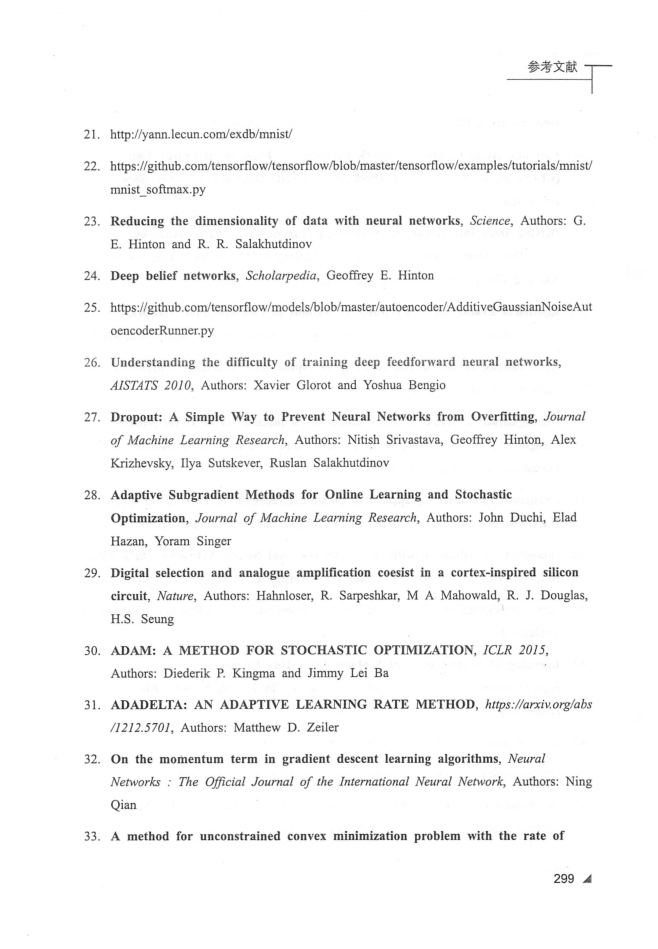 参考文献
21. http://yann.lecun.com/exdb/mnist/
22. https://github.com/tensorflow/tensorflow/blob/master/tensorflow/examples/tutorials/mnist/
mnist_softmax.py
23. Reducing the dimensionality of data with neural networks, Science, Authors: G.
E. Hinton and R. R. Salakhutdinov
24. Deep belief networks, Scholarpedia, Geoffrey E. Hinton
25. https://github.com/tensorflow/models/blob/master/autoencoder/AdditiveGaussianNoiseAut
oencoderRunner.py
26. Understanding the difficulty of training deep feedforward neural networks,
AISTATS 2010, Authors: Xavier Glorot and Yoshua Bengio
27. Dropout: A Simple Way to Prevent Neural Networks from Overfitting, Journal
of Machine Learning Research, Authors: Nitish Srivastava, Geoffrey Hinton, Alex
Krizhevsky, Ilya Sutskever, Ruslan Salakhutdinov
28. Adaptive Subgradient Methods for Online Learning and Stochastic
Optimization, Journal of Machine Learning Research, Authors: John Duchi, Elad
Hazan, Yoram Singer
29. Digital selection and analogue amplification coesist in a cortex-inspired silicon
circuit, Nature, Authors: Hahnloser, R. Sarpeshkar, M A Mahowald, R. J. Douglas,
H.S. Seung
30. ADAM: A METHOD FOR STOCHASTIC OPTIMIZATION, ICLR 2015,
Authors: Diederik P. Kingma and Jimmy Lei Ba
31. ADADELTA: AN ADAPTIVE LEARNING RATE METHOD, https://arxiv.org/abs
/1212.5701, Authors: Matthew D. Zeiler
32. On the momentum term in gradient descent learning algorithms, Neural
Networks : The Official Journal of the International Neural Network, Authors: Ning
Qian
33. A method for unconstrained convex minimization problem with the rate of
299